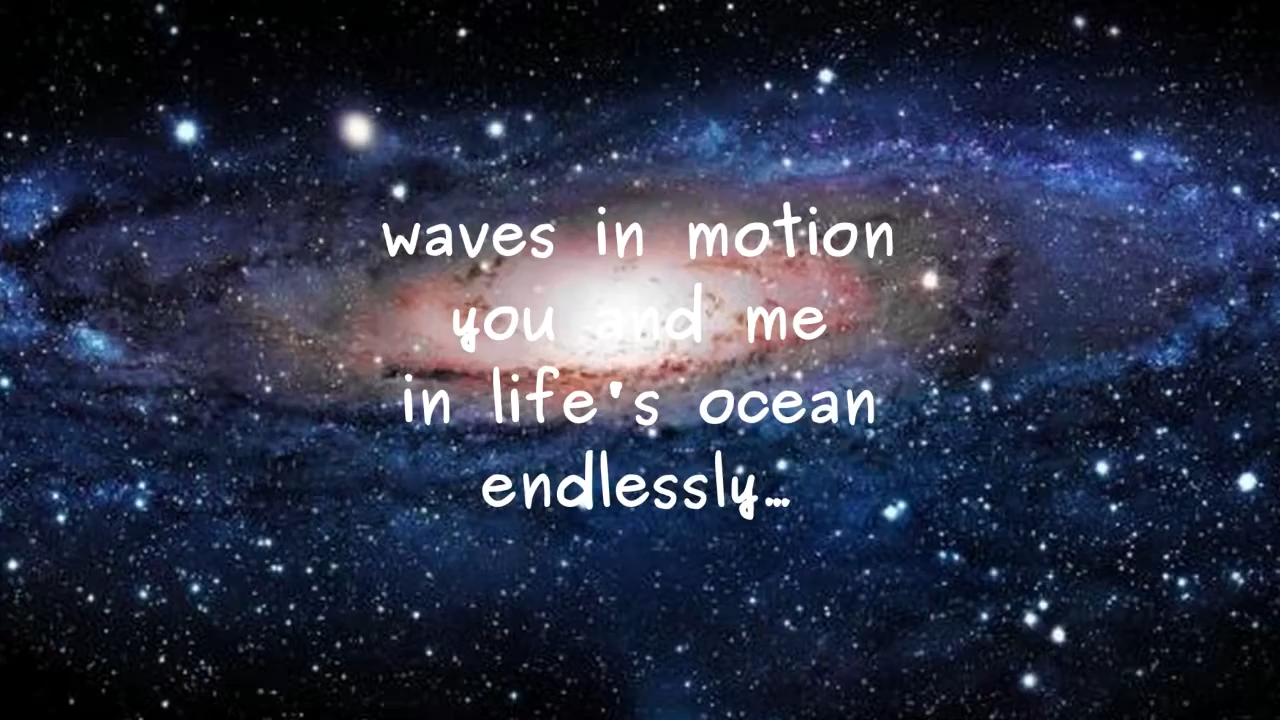 waves in motion
you and me
in life's ocean
endlessly…